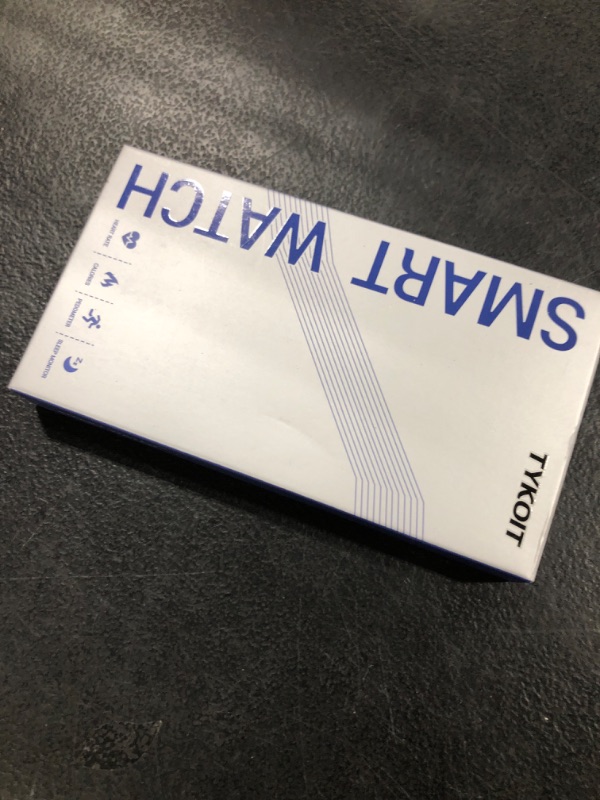 SMART WATCH
TYKOIT
HEART RATE
CALORIES
PEDOMETER
SLEEP MONITOR